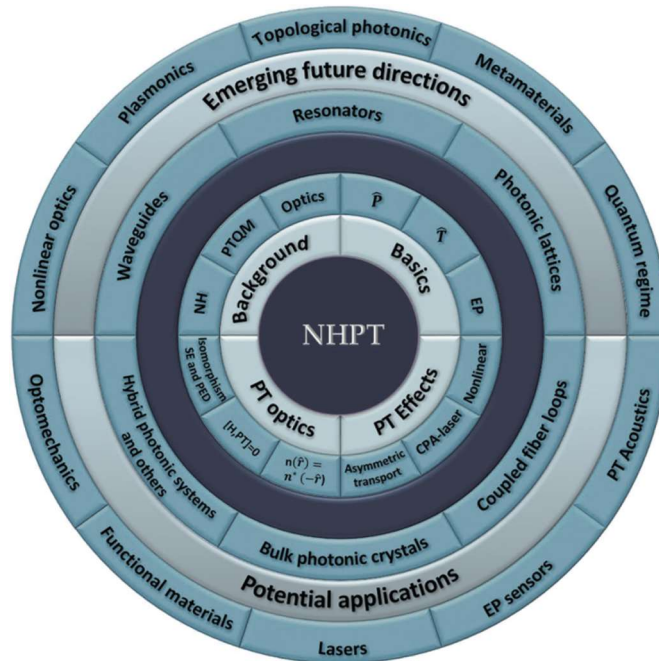 Topological photonics
Plasmonics
Metamaterials
Emerging future directions
Nonlinear optics
Quantum regime
Resonators
Waveguides
Photonic lattices
Optics
P̂
PTQM
T̂
Background
Basics
NH
EP
NHPT
Isomorphism
SE and PED
Nonlinear
PT optics
PT Effects
[H,PT]=0
CPA-laser
n(r̂) =
n* (−r̂)
Asymmetric
transport
Hybrid photonic systems
and others
Coupled fiber loops
Bulk photonic crystals
Optomechanics
PT Acoustics
Potential applications
Functional materials
EP sensors
Lasers